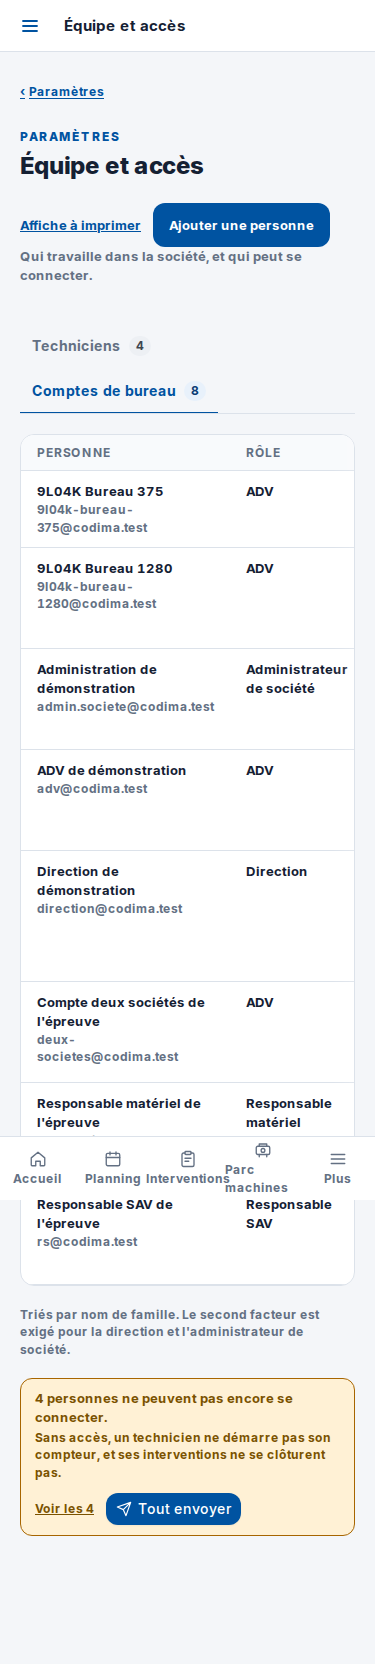 Équipe et accès
‹ Paramètres
PARAMÈTRES
Équipe et accès
Affiche à imprimer
Ajouter une personne
Qui travaille dans la société, et qui peut se
connecter.
Techniciens 4
Comptes de bureau 8
PERSONNE RÔLE
9L04K Bureau 375 ADV
9l04k-bureau-
375@codima.test
9L04K Bureau 1280 ADV
9l04k-bureau-
1280@codima.test
Administration de Administrateur
démonstration de société
admin.societe@codima.test
ADV de démonstration ADV
adv@codima.test
Direction de Direction
démonstration
direction@codima.test
Compte deux sociétés de ADV
l'épreuve
deux-
societes@codima.test
Responsable matériel de Responsable
l'épreuve matériel
Accueil
Planning
Interventions
Parc
machines
Plus
Responsable SAV de Responsable
l'épreuve SAV
rs@codima.test
Triés par nom de famille. Le second facteur est
exigé pour la direction et l'administrateur de
société.
4 personnes ne peuvent pas encore se
connecter.
Sans accès, un technicien ne démarre pas son
compteur, et ses interventions ne se clôturent
pas.
Voir les 4
Tout envoyer